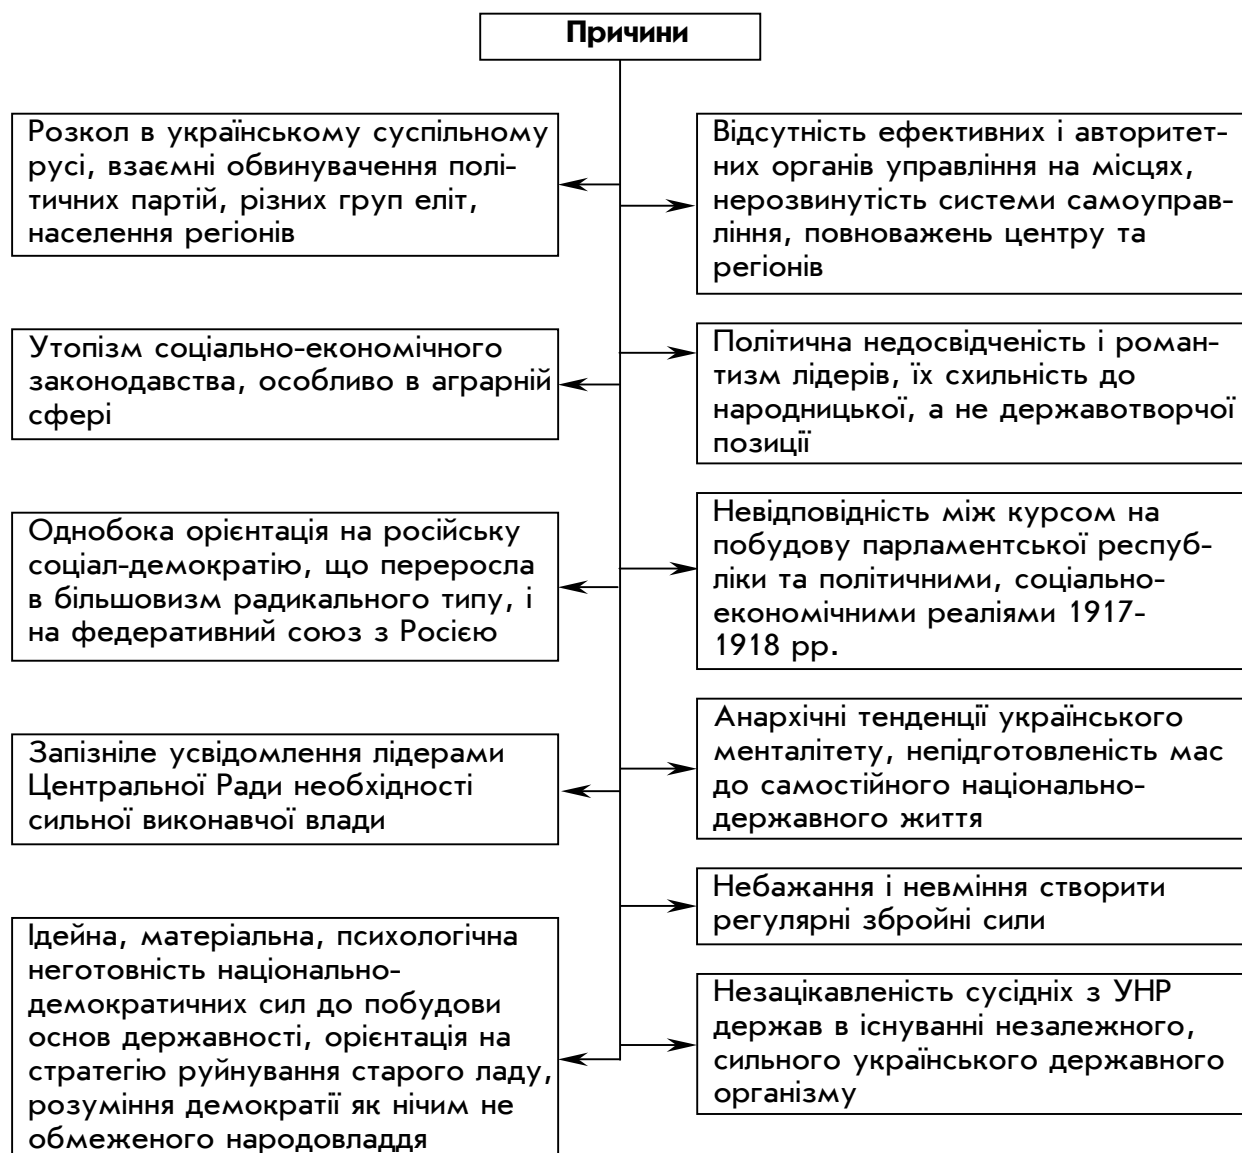 Причини
Розкол в українському суспільному
русі, взаємні обвинувачення полі-
тичних партій, різних груп еліт,
населення регіонів
Утопізм соціально-економічного
законодавства, особливо в аграрній
сфері
Однобока орієнтація на російську
соціал-демократію, що переросла
в більшовизм радикального типу, і
на федеративний союз з Росією
Запізніле усвідомлення лідерами
Центральної Ради необхідності
сильної виконавчої влади
Ідейна, матеріальна, психологічна
неготовність національно-
демократичних сил до побудови
основ державності, орієнтація на
стратегію руйнування старого ладу,
розуміння демократії як нічим не
обмеженого народовладдя
Відсутність ефективних і авторитет-
них органів управління на місцях,
нерозвинутість системи самоуправ-
ління, повноважень центру та
регіонів
Політична недосвідченість і роман-
тизм лідерів, їх схильність до
народницької, а не державотворчої
позиції
Невідповідність між курсом на
побудову парламентської респуб-
ліки та політичними, соціально-
економічними реаліями 1917-
1918 рр.
Анархічні тенденції українського
менталітету, непідготовленість мас
до самостійного національно-
державного життя
Небажання і невміння створити
регулярні збройні сили
Незацікавленість сусідніх з УНР
держав в існуванні незалежного,
сильного українського державного
організму